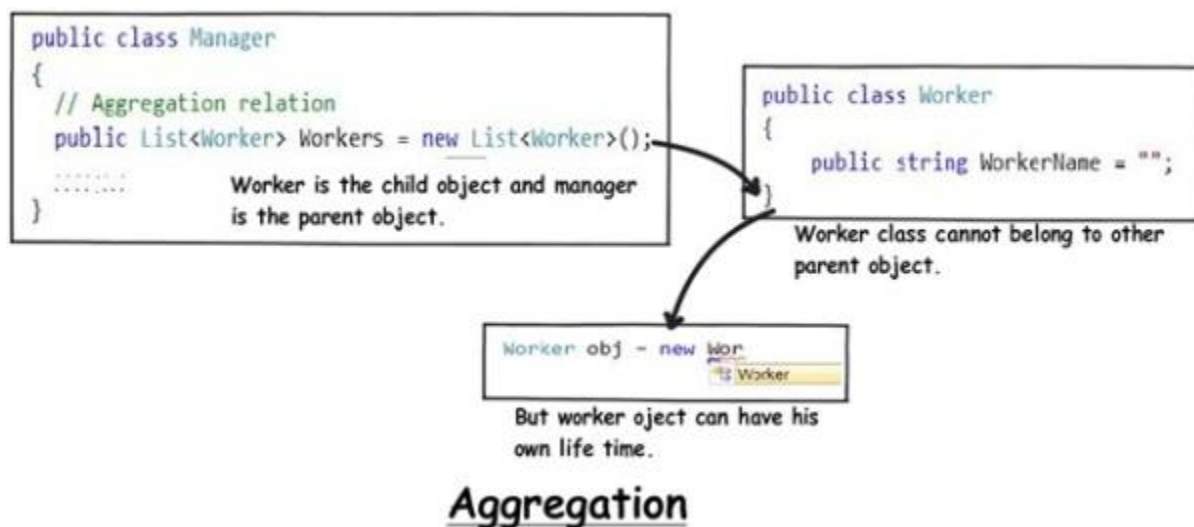 public class Manager
{
// Aggregation relation
public List<Worker> Workers = new List<Worker>();
.............
Worker is the child object and manager
is the parent object.
}
public class Worker
{
public string WorkerName = "";
}
Worker class cannot belong to other
parent object.
Worker obj = new Wor
Worker
But worker oject can have his
own life time.
Aggregation